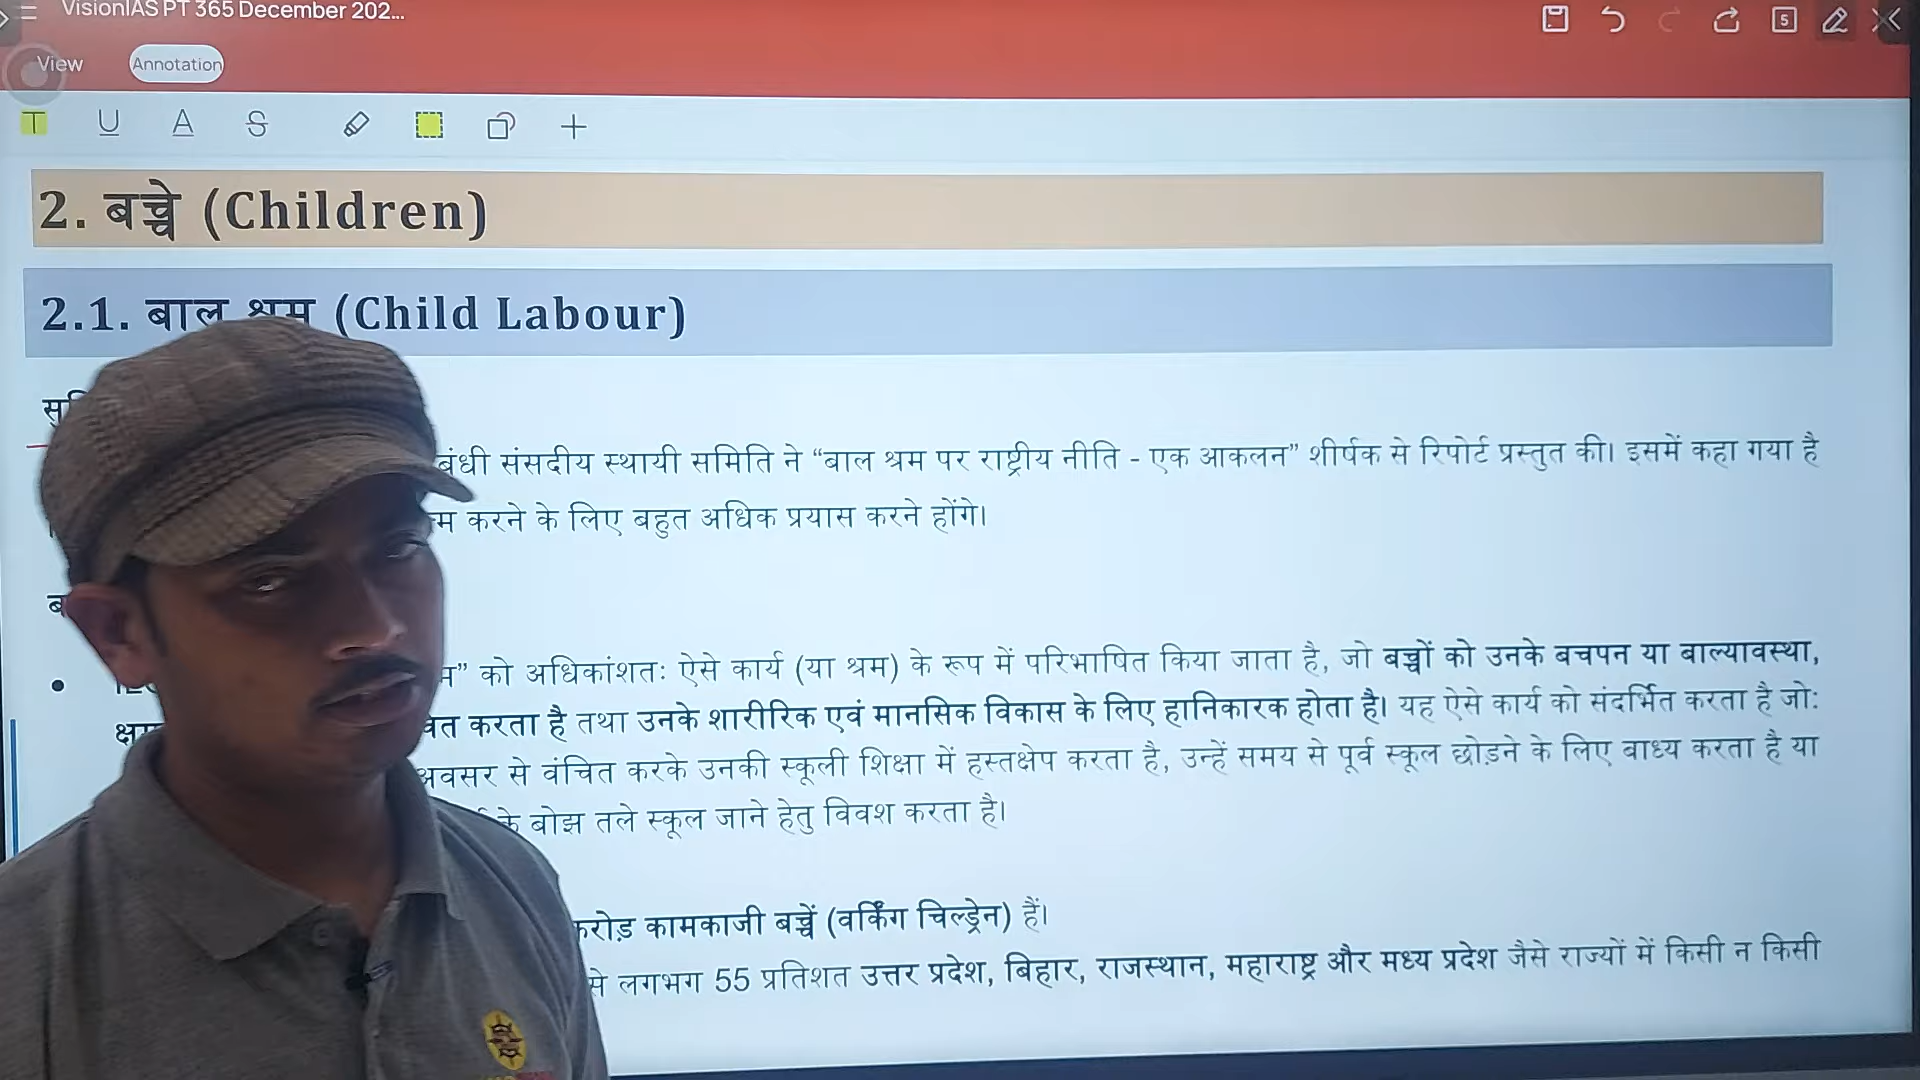 VisionIAS PT 365 December 202...
View Annotation
T U A S
5
2. बच्चे (Children)
2.1. बाल श्रम (Child Labour)
संसदीय स्थायी समिति ने “बाल श्रम पर राष्ट्रीय नीति - एक आकलन” शीर्षक से रिपोर्ट प्रस्तुत की। इसमें कहा गया है
करने के लिए बहुत अधिक प्रयास करने होंगे।
को अधिकांशतः ऐसे कार्य (या श्रम) के रूप में परिभाषित किया जाता है, जो बच्चों को उनके बचपन या बाल्यावस्था,
करता है तथा उनके शारीरिक एवं मानसिक विकास के लिए हानिकारक होता है। यह ऐसे कार्य को संदर्भित करता है जो:
अवसर से वंचित करके उनकी स्कूली शिक्षा में हस्तक्षेप करता है, उन्हें समय से पूर्व स्कूल छोड़ने के लिए बाध्य करता है या
के बोझ तले स्कूल जाने हेतु विवश करता है।
करोड़ कामकाजी बच्चें (वर्किंग चिल्ड्रेन) हैं।
से लगभग 55 प्रतिशत उत्तर प्रदेश, बिहार, राजस्थान, महाराष्ट्र और मध्य प्रदेश जैसे राज्यों में किसी न किसी